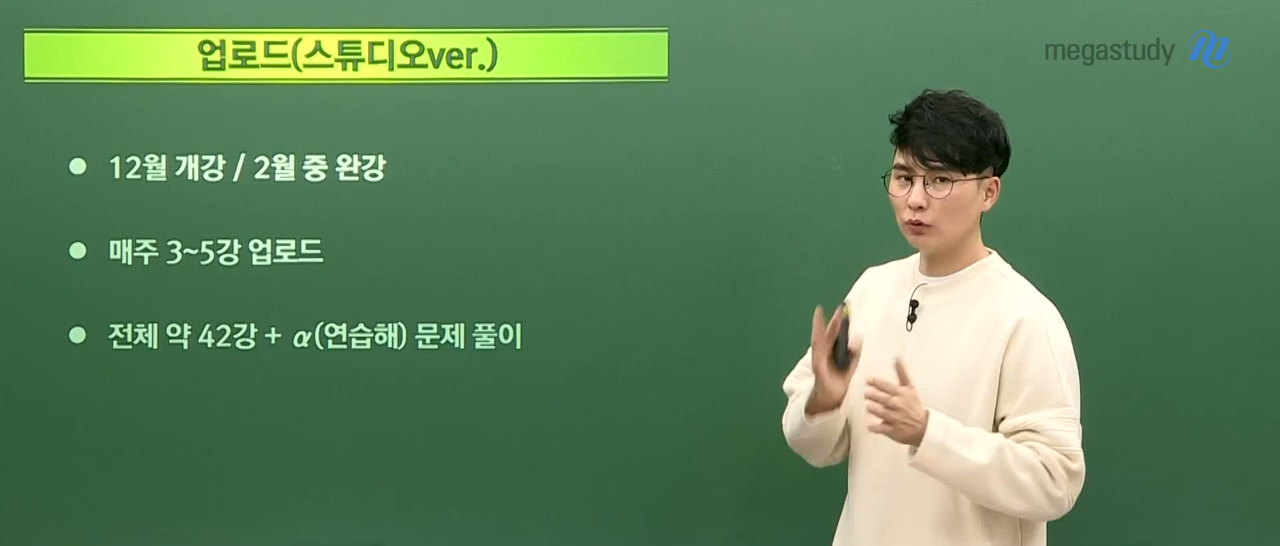 업로드(스튜디오ver.)
megastudy
12월 개강 / 2월 중 완강
매주 3~5강 업로드
전체 약 42강 + α(연습해) 문제 풀이